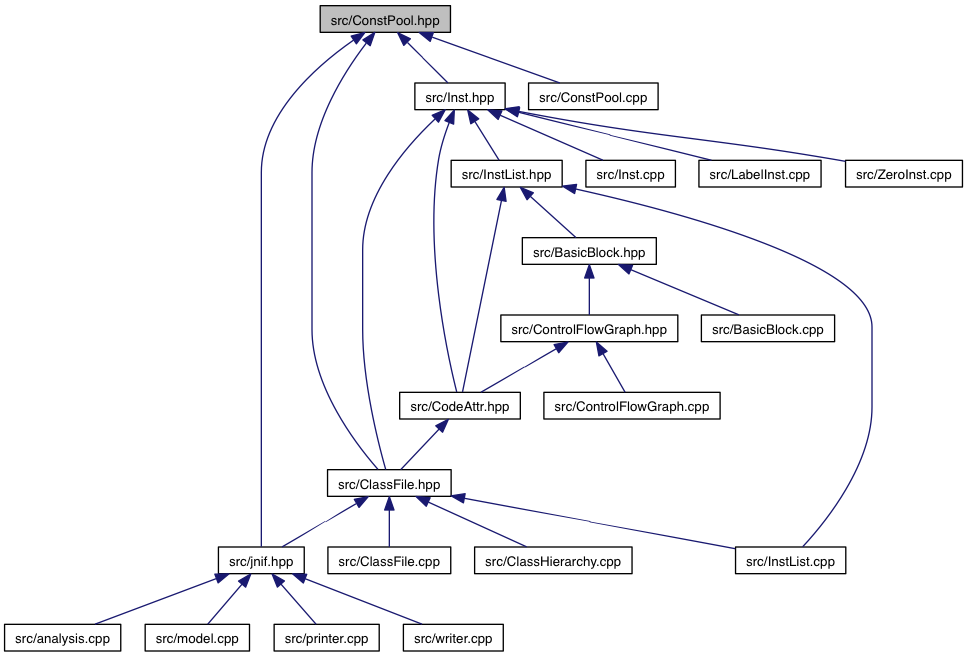 src/ConstPool.hpp
src/Inst.hpp
src/ConstPool.cpp
src/InstList.hpp
src/Inst.cpp
src/LabelInst.cpp
src/ZeroInst.cpp
src/BasicBlock.hpp
src/ControlFlowGraph.hpp
src/BasicBlock.cpp
src/CodeAttr.hpp
src/ControlFlowGraph.cpp
src/ClassFile.hpp
src/jnif.hpp
src/ClassFile.cpp
src/ClassHierarchy.cpp
src/InstList.cpp
src/analysis.cpp
src/model.cpp
src/printer.cpp
src/writer.cpp